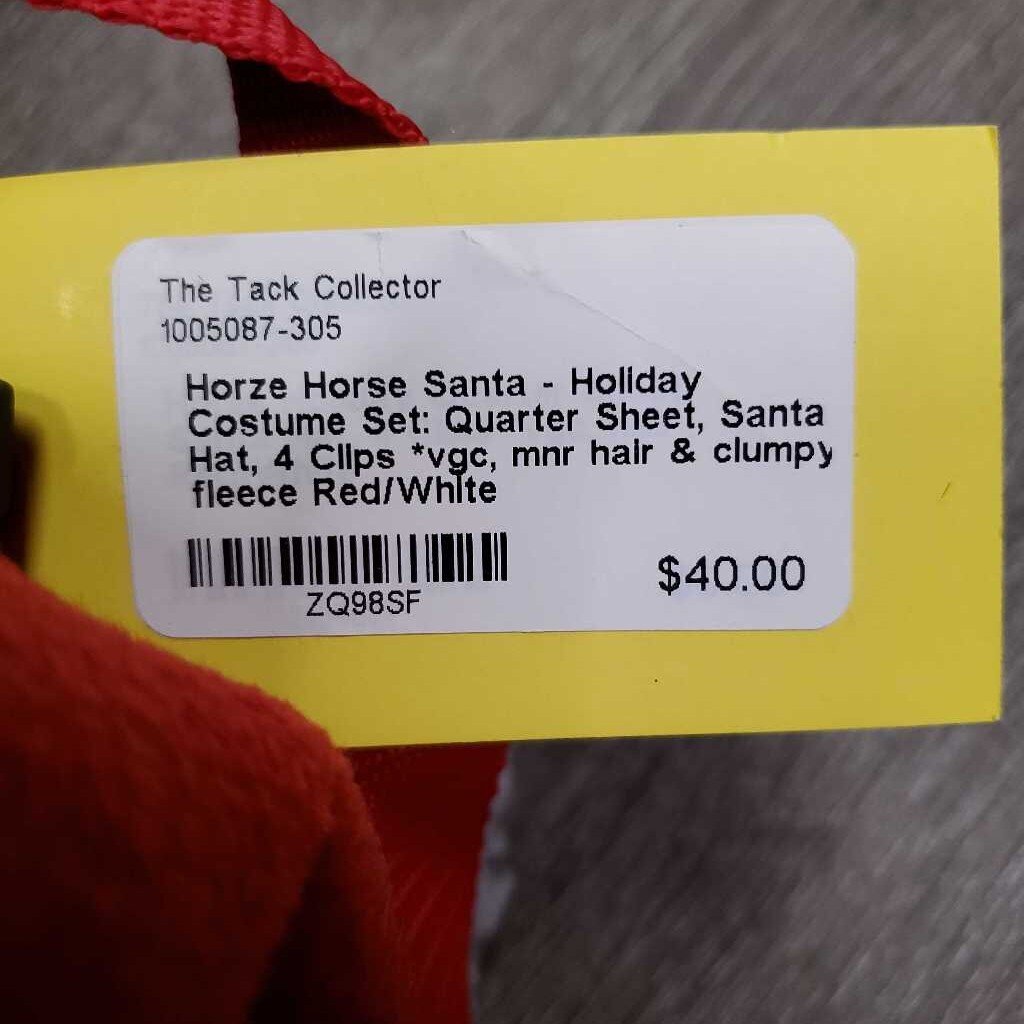 The Tack Collector
1005087-305
Horze Horse Santa - Holiday
Costume Set: Quarter Sheet, Santa
Hat, 4 Clips *vgc, mnr hair & clumpy
fleece Red/White
ZQ98SF
$40.00